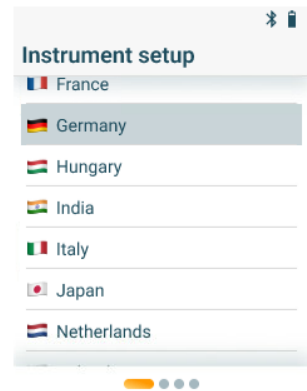 Instrument setup
France
Germany
Hungary
India
Italy
Japan
Netherlands